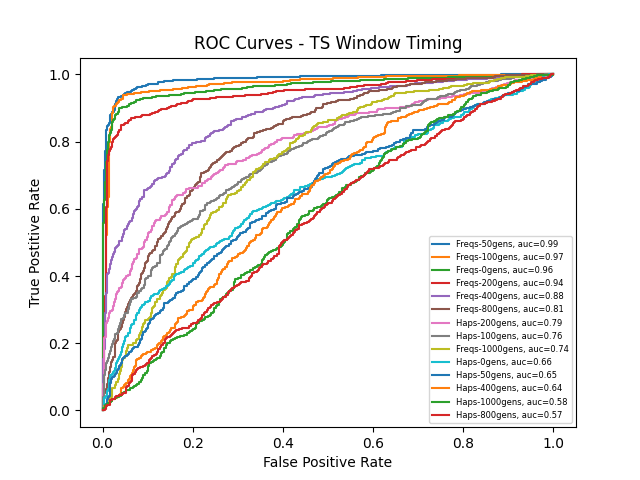 ROC Curves - TS Window Timing
True Postitive Rate
1.0
0.8
0.6
0.4
0.2
0.0
Freqs-50gens, auc=0.99
Freqs-100gens, auc=0.97
Freqs-0gens, auc=0.96
Freqs-200gens, auc=0.94
Freqs-400gens, auc=0.88
Freqs-800gens, auc=0.81
Haps-200gens, auc=0.79
Haps-100gens, auc=0.76
Freqs-1000gens, auc=0.74
Haps-0gens, auc=0.66
Haps-50gens, auc=0.65
Haps-400gens, auc=0.64
Haps-1000gens, auc=0.58
Haps-800gens, auc=0.57
0.0 0.2 0.4 0.6 0.8 1.0
False Positive Rate